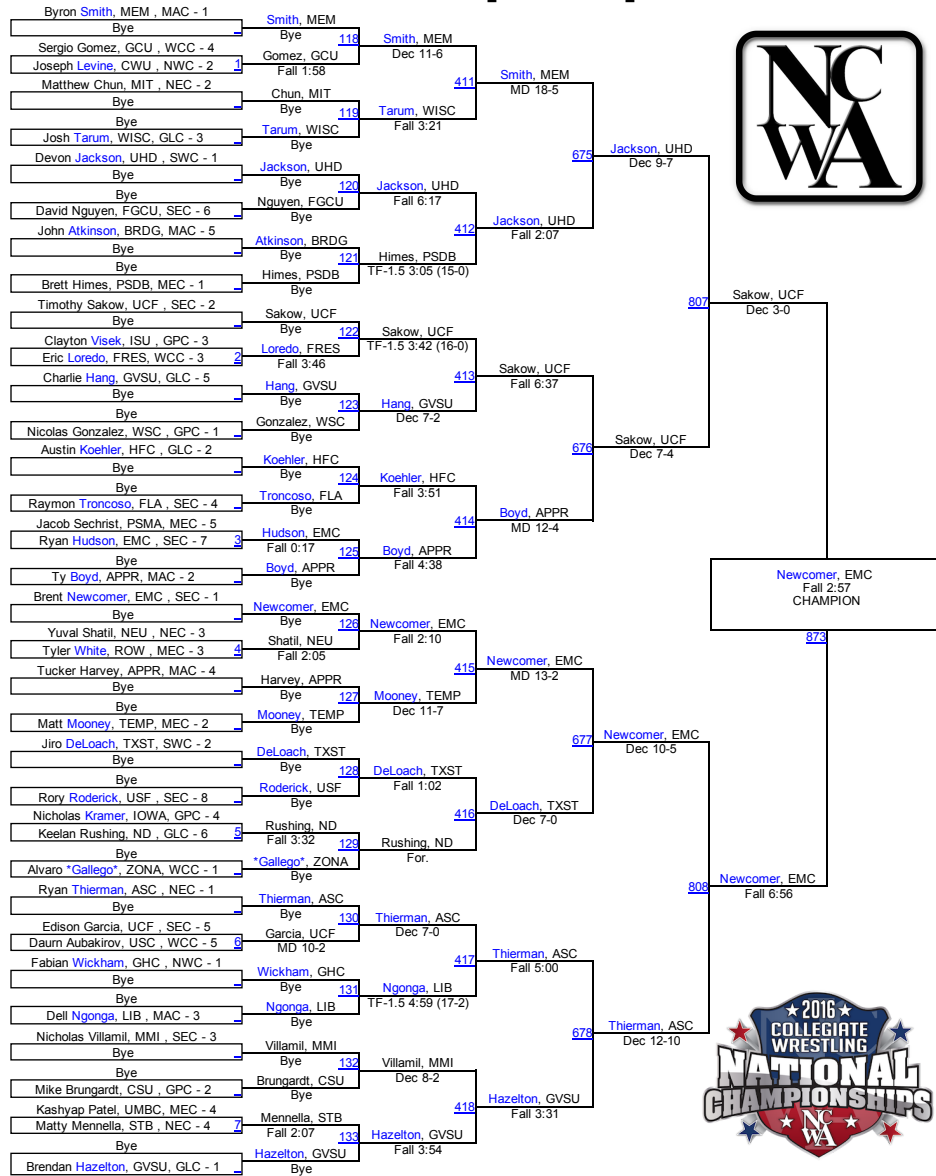 Byron Smith, MEM , MAC - 1
Bye
Sergio Gomez, GCU , WCC - 4
Joseph Levine, CWU , NWC - 2 1
Matthew Chun, MIT , NEC - 2
Bye
Bye
Josh Tarum, WISC, GLC - 3
Devon Jackson, UHD , SWC - 1
Bye
Bye
David Nguyen, FGCU, SEC - 6
John Atkinson, BRDG, MAC - 5
Bye
Bye
Brett Himes, PSDB, MEC - 1
Timothy Sakow, UCF , SEC - 2
Bye
Clayton Visek, ISU , GPC - 3
Eric Loredo, FRES, WCC - 3 2
Charlie Hang, GVSU, GLC - 5
Bye
Bye
Nicolas Gonzalez, WSC , GPC - 1
Austin Koehler, HFC , GLC - 2
Bye
Bye
Raymon Troncoso, FLA , SEC - 4
Jacob Sechrist, PSMA, MEC - 5
Ryan Hudson, EMC , SEC - 7 3
Bye
Ty Boyd, APPR, MAC - 2
Brent Newcomer, EMC , SEC - 1
Bye
Yuval Shatil, NEU , NEC - 3
Tyler White, ROW , MEC - 3 4
Tucker Harvey, APPR, MAC - 4
Bye
Bye
Matt Mooney, TEMP, MEC - 2
Jiro DeLoach, TXST, SWC - 2
Bye
Bye
Rory Roderick, USF , SEC - 8
Nicholas Kramer, IOWA, GPC - 4
Keelan Rushing, ND , GLC - 6 5
Bye
Alvaro *Gallego*, ZONA, WCC - 1
Ryan Thierman, ASC , NEC - 1
Bye
Edison Garcia, UCF , SEC - 5
Daurn Aubakirov, USC , WCC - 5 6
Fabian Wickham, GHC , NWC - 1
Bye
Bye
Dell Ngonga, LIB , MAC - 3
Nicholas Villamil, MMI , SEC - 3
Bye
Bye
Mike Brungardt, CSU , GPC - 2
Kashyap Patel, UMBC, MEC - 4
Matty Mennella, STB , NEC - 4 7
Bye
Brendan Hazelton, GVSU, GLC - 1
Smith, MEM
Bye
118
Gomez, GCU
Fall 1:58
Chun, MIT
Bye
119
Tarum, WISC
Bye
Jackson, UHD
Bye
120
Nguyen, FGCU
Bye
Atkinson, BRDG
Bye
121
Himes, PSDB
Bye
Sakow, UCF
Bye
122
Loredo, FRES
Fall 3:46
Hang, GVSU
Bye
123
Gonzalez, WSC
Bye
Koehler, HFC
Bye
124
Troncoso, FLA
Bye
Hudson, EMC
Fall 0:17
125
Boyd, APPR
Bye
Newcomer, EMC
Bye
126
Shatil, NEU
Fall 2:05
Harvey, APPR
Bye
127
Mooney, TEMP
Bye
DeLoach, TXST
Bye
128
Roderick, USF
Bye
Rushing, ND
Fall 3:32
129
*Gallego*, ZONA
Bye
Thierman, ASC
Bye
130
Garcia, UCF
MD 10-2
Wickham, GHC
Bye
131
Ngonga, LIB
Bye
Villamil, MMI
Bye
132
Brungardt, CSU
Bye
Mennella, STB
Fall 2:07
133
Hazelton, GVSU
Bye
Smith, MEM
Dec 11-6
411
Tarum, WISC
Fall 3:21
Jackson, UHD
Fall 6:17
412
Himes, PSDB
TF-1.5 3:05 (15-0)
Sakow, UCF
TF-1.5 3:42 (16-0)
413
Hang, GVSU
Dec 7-2
Koehler, HFC
Fall 3:51
414
Boyd, APPR
Fall 4:38
Newcomer, EMC
Fall 2:10
415
Mooney, TEMP
Dec 11-7
DeLoach, TXST
Fall 1:02
416
Rushing, ND
For.
Thierman, ASC
Dec 7-0
417
Ngonga, LIB
TF-1.5 4:59 (17-2)
Villamil, MMI
Dec 8-2
418
Hazelton, GVSU
Fall 3:54
Smith, MEM
MD 18-5
675
Jackson, UHD
Fall 2:07
Sakow, UCF
Fall 6:37
676
Boyd, APPR
MD 12-4
Newcomer, EMC
MD 13-2
677
DeLoach, TXST
Dec 7-0
Thierman, ASC
Fall 5:00
678
Hazelton, GVSU
Fall 3:31
Jackson, UHD
Dec 9-7
807
Sakow, UCF
Dec 7-4
Newcomer, EMC
Dec 10-5
808
Thierman, ASC
Dec 12-10
Sakow, UCF
Dec 3-0
Newcomer, EMC
Fall 6:56
Newcomer, EMC
Fall 2:57
CHAMPION
873
NC
WA
2016
COLLEGIATE
WRESTLING
NATIONAL
CHAMPIONSHIPS
NC
WA